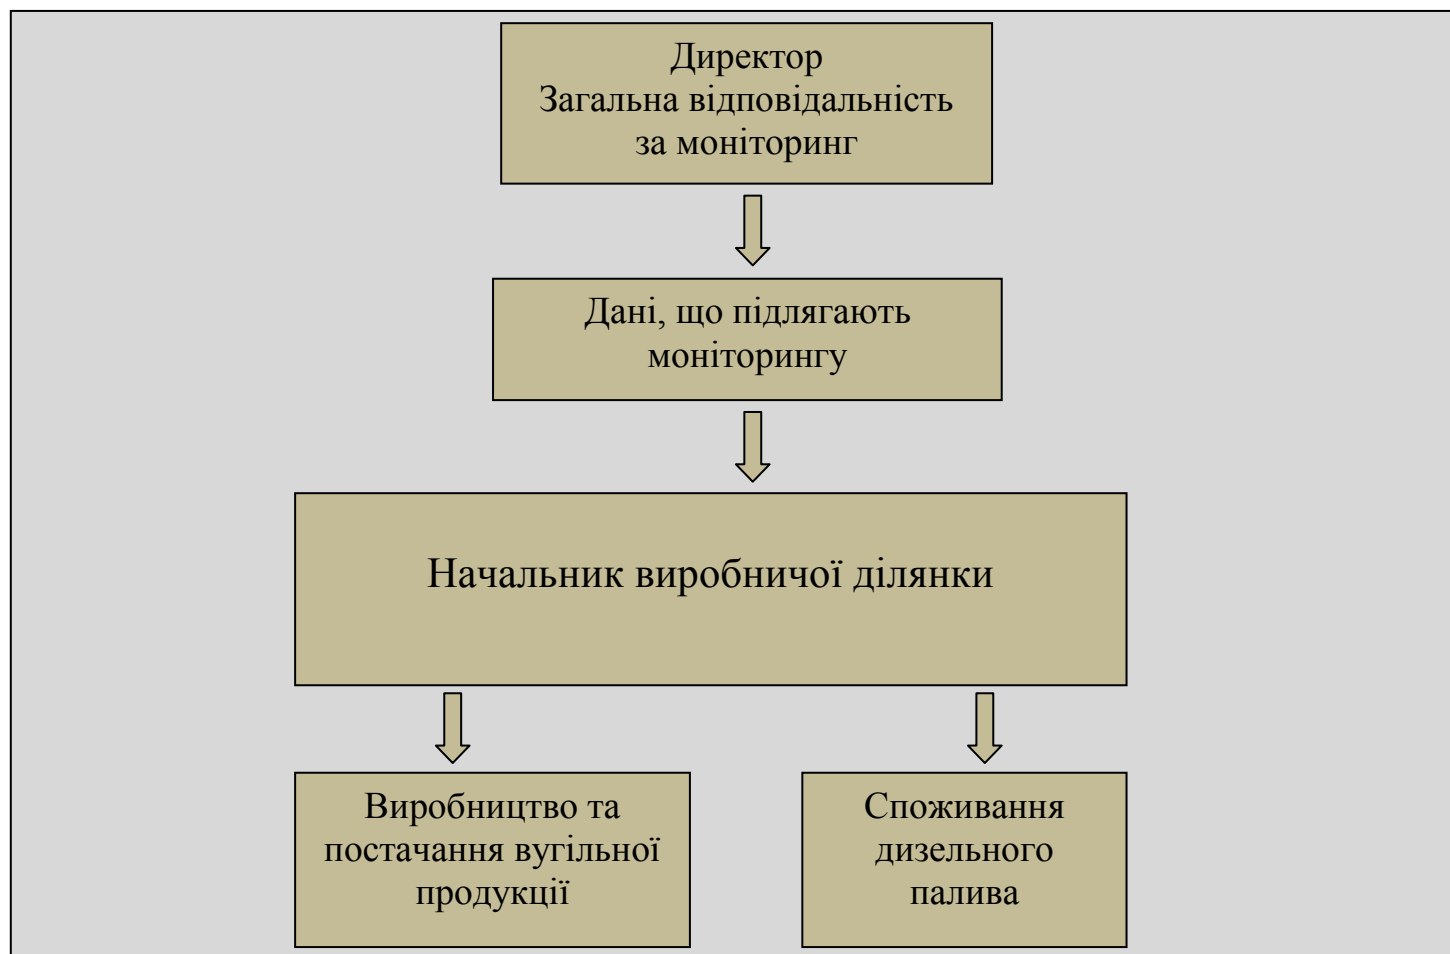 Директор
Загальна відповідальність
за моніторинг
Дані, що підлягають
моніторингу
Начальник виробничої ділянки
Виробництво та
постачання вугільної
продукції
Споживання
дизельного
палива